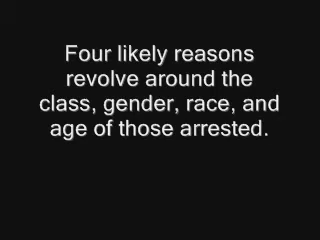 Four likely reasons
revolve around the
class, gender, race, and
age of those arrested.